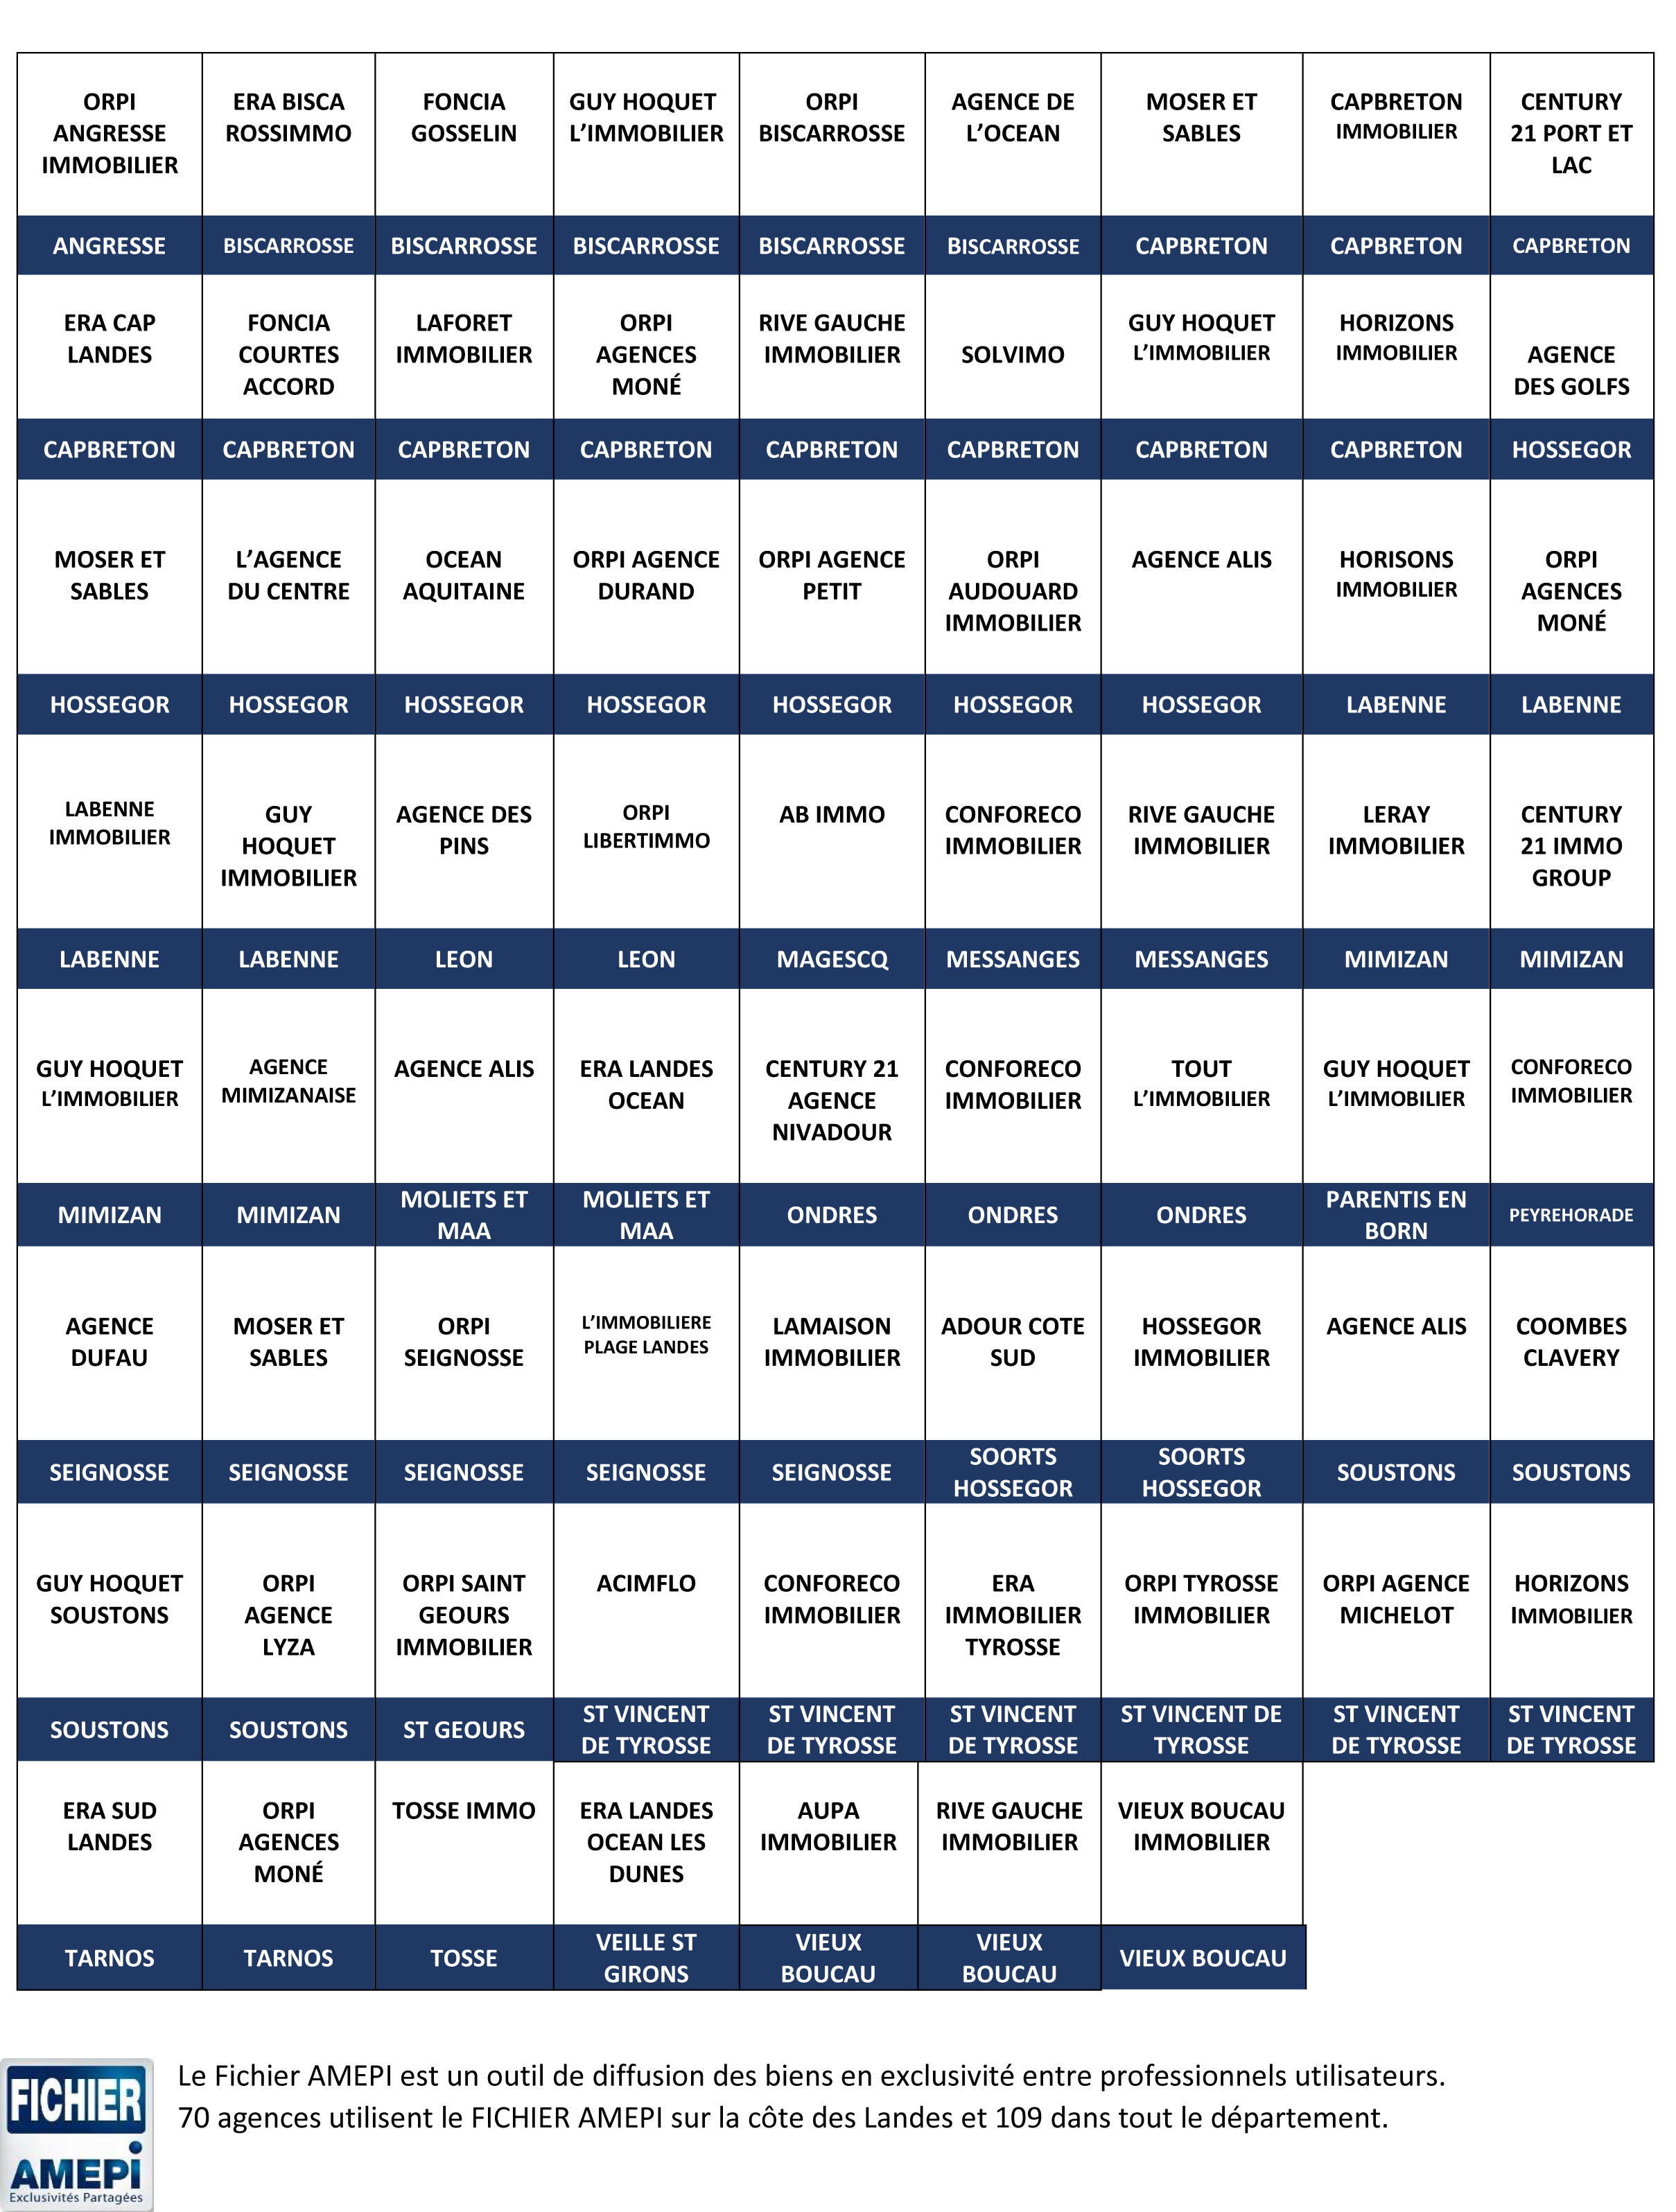 ORPI
ANGRESSE
IMMOBILIER
ERA BISCA
ROSSIMMO
FONCIA
GOSSELIN
GUY HOQUET
L’IMMOBILIER
ORPI
BISCARROSSE
AGENCE DE
L’OCEAN
MOSER ET
SABLES
CAPBRETON
IMMOBILIER
CENTURY
21 PORT ET
LAC
ANGRESSE
BISCARROSSE
BISCARROSSE
BISCARROSSE
BISCARROSSE
BISCARROSSE
CAPBRETON
CAPBRETON
CAPBRETON
ERA CAP
LANDES
FONCIA
COURTES
ACCORD
LAFORET
IMMOBILIER
ORPI
AGENCES
MONÉ
RIVE GAUCHE
IMMOBILIER
SOLVIMO
GUY HOQUET
L’IMMOBILIER
HORIZONS
IMMOBILIER
AGENCE
DES GOLFS
CAPBRETON
CAPBRETON
CAPBRETON
CAPBRETON
CAPBRETON
CAPBRETON
CAPBRETON
CAPBRETON
HOSSEGOR
MOSER ET
SABLES
L’AGENCE
DU CENTRE
OCEAN
AQUITAINE
ORPI AGENCE
DURAND
ORPI AGENCE
PETIT
ORPI
AUDOUARD
IMMOBILIER
AGENCE ALIS
HORISONS
IMMOBILIER
ORPI
AGENCES
MONÉ
HOSSEGOR
HOSSEGOR
HOSSEGOR
HOSSEGOR
HOSSEGOR
HOSSEGOR
HOSSEGOR
LABENNE
LABENNE
LABENNE
IMMOBILIER
GUY
HOQUET
IMMOBILIER
AGENCE DES
PINS
ORPI
LIBERTIMMO
AB IMMO
CONFORECO
IMMOBILIER
RIVE GAUCHE
IMMOBILIER
LERAY
IMMOBILIER
CENTURY
21 IMMO
GROUP
LABENNE
LABENNE
LEON
LEON
MAGESCQ
MESSANGES
MESSANGES
MIMIZAN
MIMIZAN
GUY HOQUET
L’IMMOBILIER
AGENCE
MIMIZANAISE
AGENCE ALIS
ERA LANDES
OCEAN
CENTURY 21
AGENCE
NIVADOUR
CONFORECO
IMMOBILIER
TOUT
L’IMMOBILIER
GUY HOQUET
L’IMMOBILIER
CONFORECO
IMMOBILIER
MIMIZAN
MIMIZAN
MOLIETS ET
MAA
MOLIETS ET
MAA
ONDRES
ONDRES
ONDRES
PARENTIS EN
BORN
PEYREHORADE
AGENCE
DUFAU
MOSER ET
SABLES
ORPI
SEIGNOSSE
L’IMMOBILIERE
PLAGE LANDES
LAMAISON
IMMOBILIER
ADOUR COTE
SUD
HOSSEGOR
IMMOBILIER
AGENCE ALIS
COOMBES
CLAVERY
SEIGNOSSE
SEIGNOSSE
SEIGNOSSE
SEIGNOSSE
SEIGNOSSE
SOORTS
HOSSEGOR
SOORTS
HOSSEGOR
SOUSTONS
SOUSTONS
GUY HOQUET
SOUSTONS
ORPI
AGENCE
LYZA
ORPI SAINT
GEOURS
IMMOBILIER
ACIMFLO
CONFORECO
IMMOBILIER
ERA
IMMOBILIER
TYROSSE
ORPI TYROSSE
IMMOBILIER
ORPI AGENCE
MICHELOT
HORIZONS
IMMOBILIER
SOUSTONS
SOUSTONS
ST GEOURS
ST VINCENT
DE TYROSSE
ST VINCENT
DE TYROSSE
ST VINCENT
DE TYROSSE
ST VINCENT DE
TYROSSE
ST VINCENT
DE TYROSSE
ST VINCENT
DE TYROSSE
ERA SUD
LANDES
ORPI
AGENCES
MONÉ
TOSSE IMMO
ERA LANDES
OCEAN LES
DUNES
AUPA
IMMOBILIER
RIVE GAUCHE
IMMOBILIER
VIEUX BOUCAU
IMMOBILIER
TARNOS
TARNOS
TOSSE
VEILLE ST
GIRONS
VIEUX
BOUCAU
VIEUX
BOUCAU
VIEUX BOUCAU
FICHIER
AMEPI
Exclusivités Partagées
Le Fichier AMEPI est un outil de diffusion des biens en exclusivité entre professionnels utilisateurs.
70 agences utilisent le FICHIER AMEPI sur la côte des Landes et 109 dans tout le département.